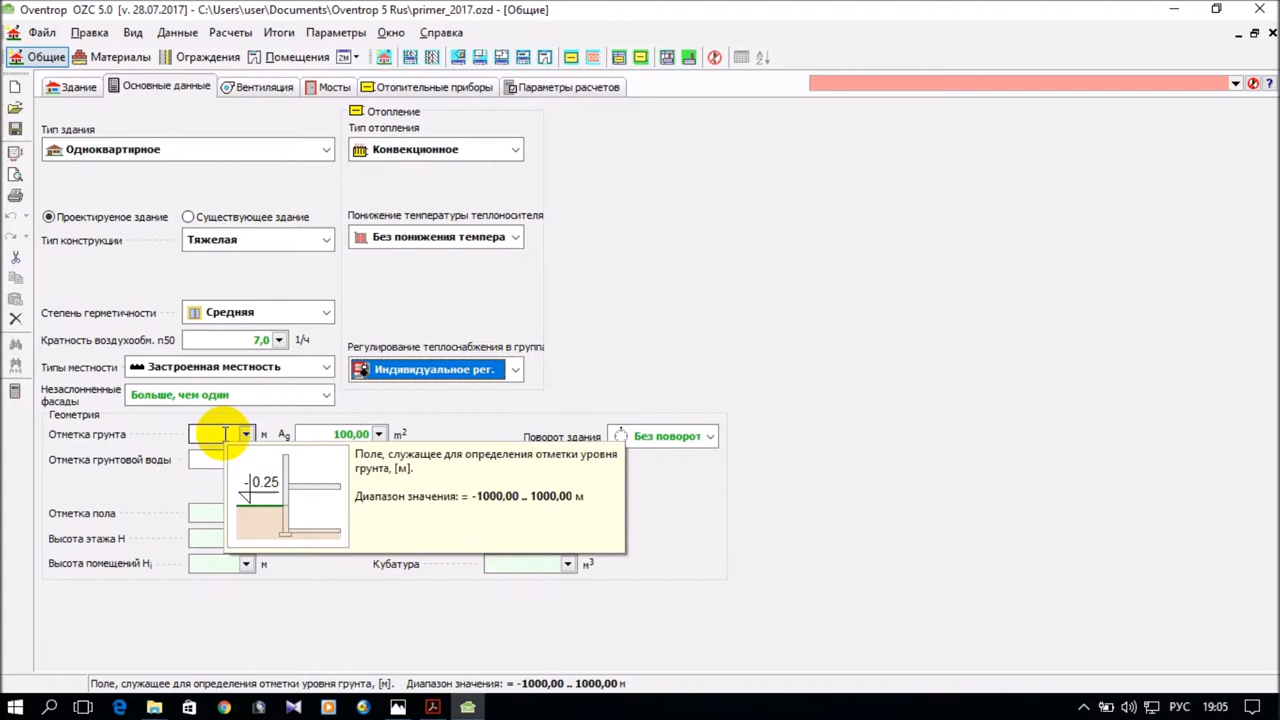 Oventrop OZC 5.0 [v. 28.07.2017] - C:\Users\user\Documents\Oventrop 5 Rus\primer_2017.ozd - [Общие]
Файл Правка Вид Данные Расчеты Итоги Параметры Окно Справка
Общие Материалы Ограждения Помещения
Здание Основные данные Вентиляция Мосты Отопительные приборы Параметры расчетов
Отопление
Тип здания Тип отопления
Одноквартирное Конвекционное
Проектируемое здание Существующее здание Понижение температуры теплоносителя
Тип конструкции Тяжелая Без понижения темпера
Степень герметичности Средняя
Кратность воздухообм. n50 7,0 1/ч
Регулирование теплоснабжения в группа
Типы местности Застроенная местность Индивидуальное рег.
Незаслоненные
фасады Больше, чем один
Геометрия
Отметка грунта м Ag 100,00 m2 Поворот здания Без поворот
Отметка грунтовой воды
Поле, служащее для определения отметки уровня
грунта, [м].
-0.25
Диапазон значения: = -1000,00 .. 1000,00 м
Отметка пола
Высота этажа H
Высота помещений Hi м Кубатура м3
Поле, служащее для определения отметки уровня грунта, [м]. Диапазон значения: = -1000,00 .. 1000,00 м
РУС 19:05